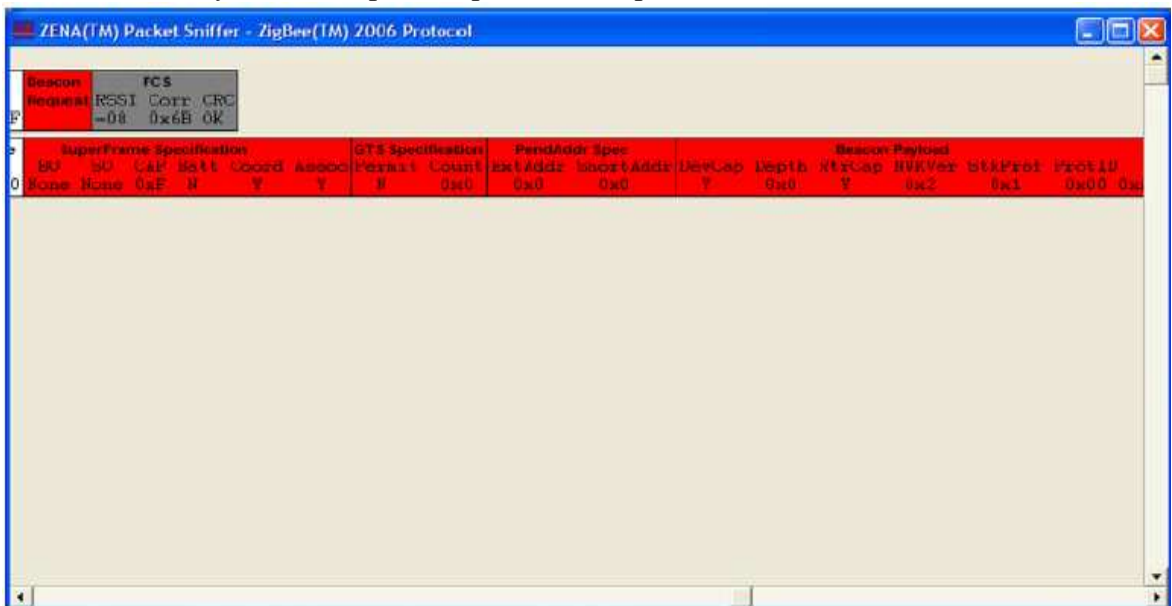 ZENA(TM) Packet Sniffer - ZigBee(TM) 2006 Protocol
Beacon FCS
Request RSSI Corr CRC
F -08 0x6B OK
e SuperFrame Specification GTS Specification PendAddr Spec Beacon Payload
BO SO CAP Batt Coord Assoc Permit Count ExtAddr ShortAddr DevCap Depth RtrCap NWKVer StkProt ProtID
0 None None 0xF N Y Y N 0x0 0x0 0x0 Y 0x0 Y 0x2 0x1 0x00